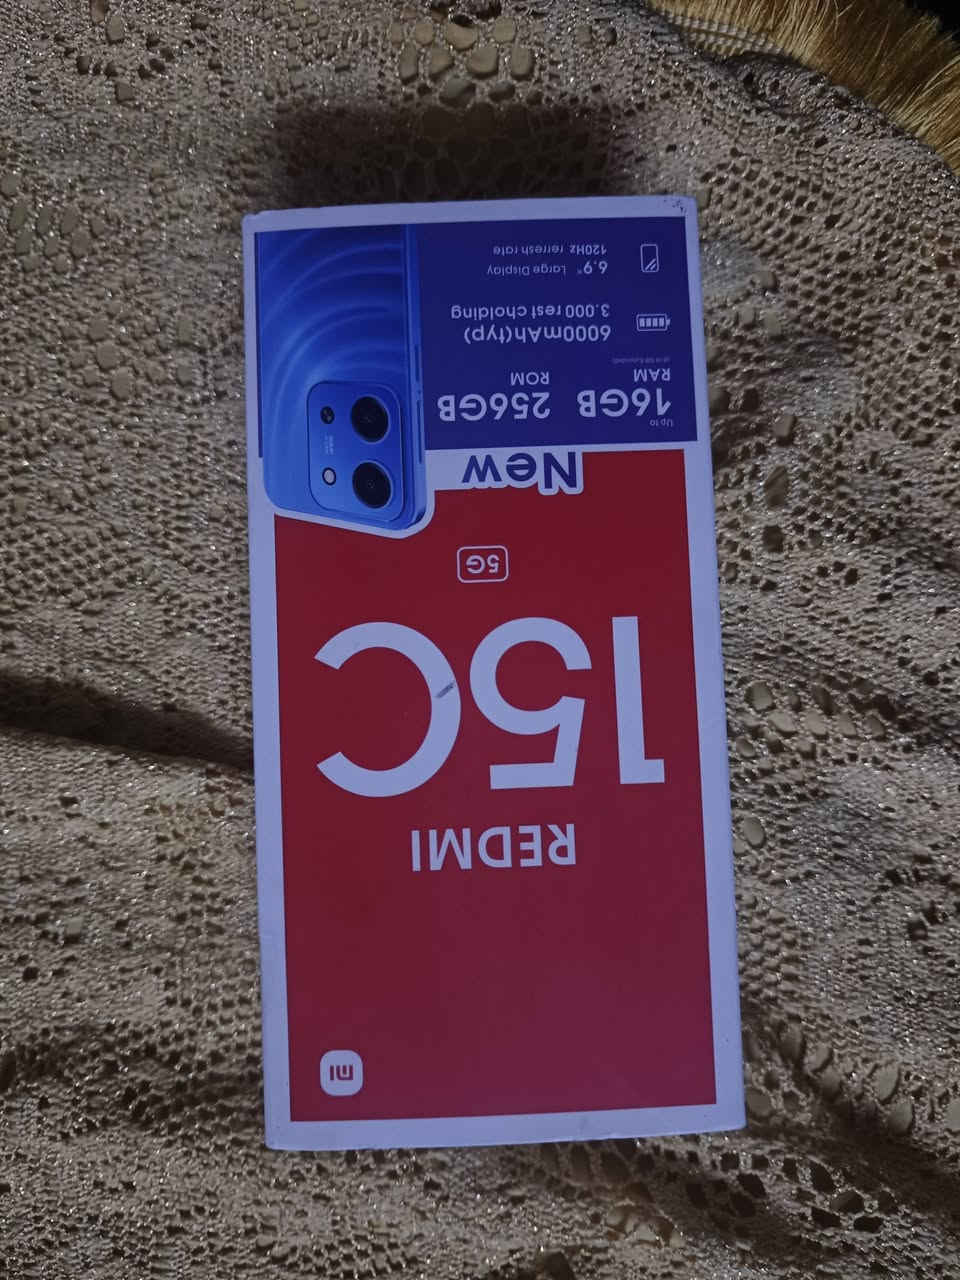 mi
REDMI
15C
5G
New
Up to
16GB 256GB
RAM ROM
6000mAh(typ)
3.000 rest cholding
6.9" Large Display
120Hz rerresh rate